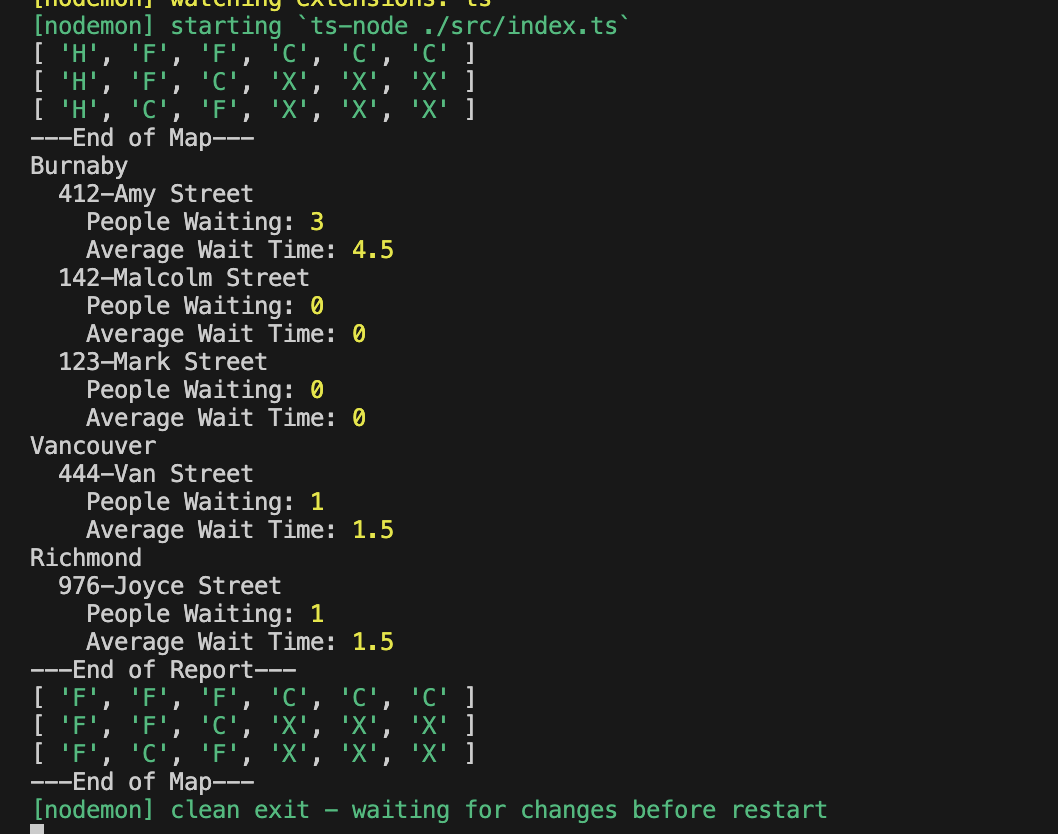 [nodemon] watching extensions: ts
[nodemon] starting `ts-node ./src/index.ts`
[ 'H', 'F', 'F', 'C', 'C', 'C' ]
[ 'H', 'F', 'C', 'X', 'X', 'X' ]
[ 'H', 'C', 'F', 'X', 'X', 'X' ]
---End of Map---
Burnaby
  412-Amy Street
    People Waiting: 3
    Average Wait Time: 4.5
  142-Malcolm Street
    People Waiting: 0
    Average Wait Time: 0
  123-Mark Street
    People Waiting: 0
    Average Wait Time: 0
Vancouver
  444-Van Street
    People Waiting: 1
    Average Wait Time: 1.5
Richmond
  976-Joyce Street
    People Waiting: 1
    Average Wait Time: 1.5
---End of Report---
[ 'F', 'F', 'F', 'C', 'C', 'C' ]
[ 'F', 'F', 'C', 'X', 'X', 'X' ]
[ 'F', 'C', 'F', 'X', 'X', 'X' ]
---End of Map---
[nodemon] clean exit - waiting for changes before restart